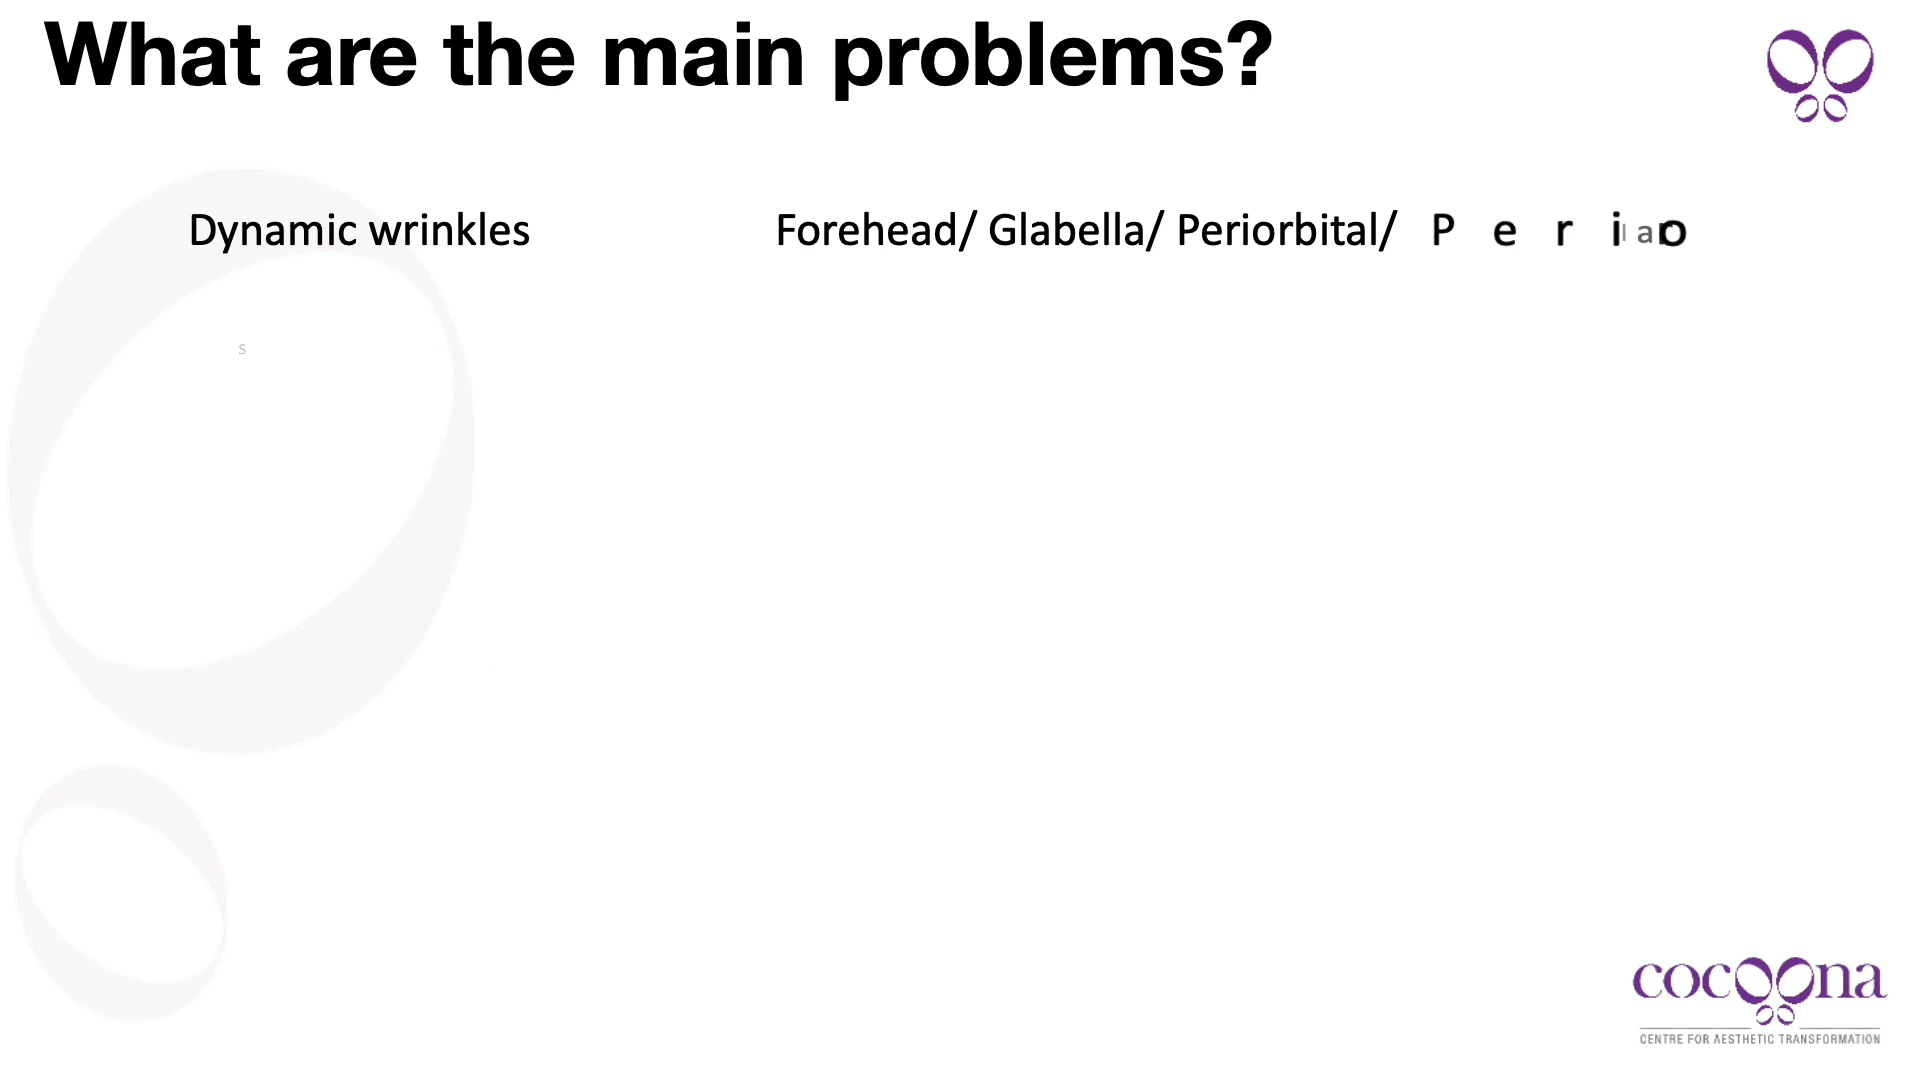 What are the main problems?
Dynamic wrinkles
Forehead/ Glabella/ Periorbital/
s
cocoona
CENTRE FOR AESTHETIC TRANSFORMATION